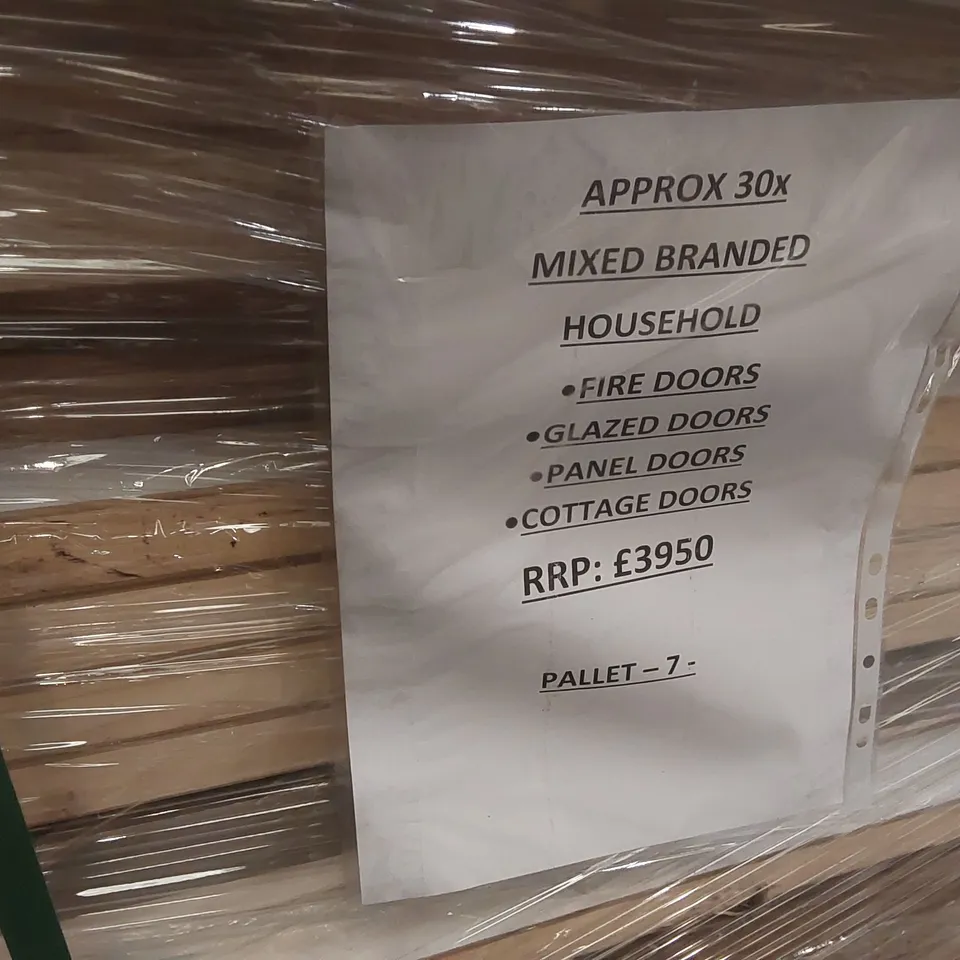 APPROX 30x
MIXED BRANDED
HOUSEHOLD
•FIRE DOORS
•GLAZED DOORS
•PANEL DOORS
•COTTAGE DOORS
RRP: £3950
PALLET – 7 -